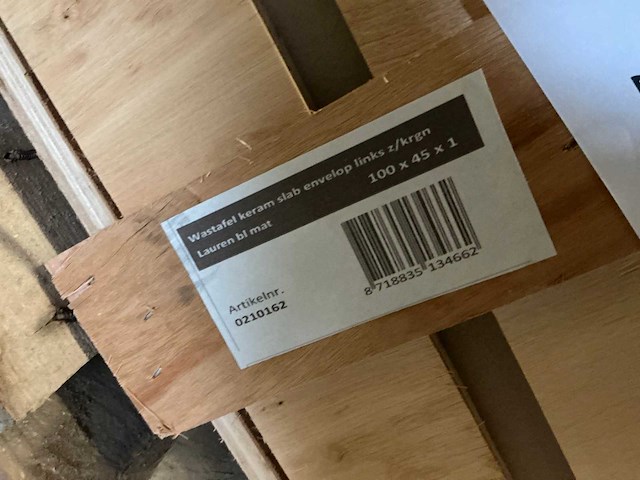 Wastafel keram slab envelop links z/krgn
Lauren bl mat
100 x 45 x 1
Artikelnr.
0210162
8 718835 134662